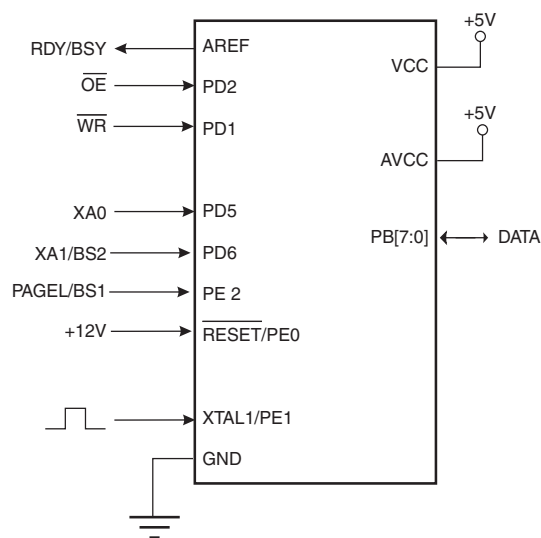 RDY/BSY
AREF
OE
PD2
WR
PD1
XA0
PD5
XA1/BS2
PD6
PAGEL/BS1
PE 2
+12V
RESET/PE0
XTAL1/PE1
GND
+5V
VCC
+5V
AVCC
PB[7:0]
DATA